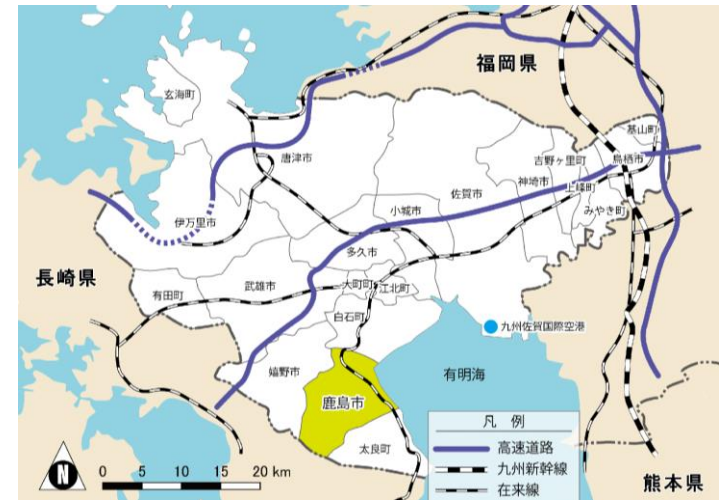 福岡県
玄海町
基山町
吉野ヶ里町
鳥栖市
唐津市
神埼市
上峰町
佐賀市
みやき町
小城市
伊万里市
多久市
長崎県
有田町
武雄市
大町町
江北町
白石町
九州佐賀国際空港
嬉野市
有明海
鹿島市
太良町
凡 例
高速道路
九州新幹線
在来線
熊本県
N
0 5 10 15 20 km